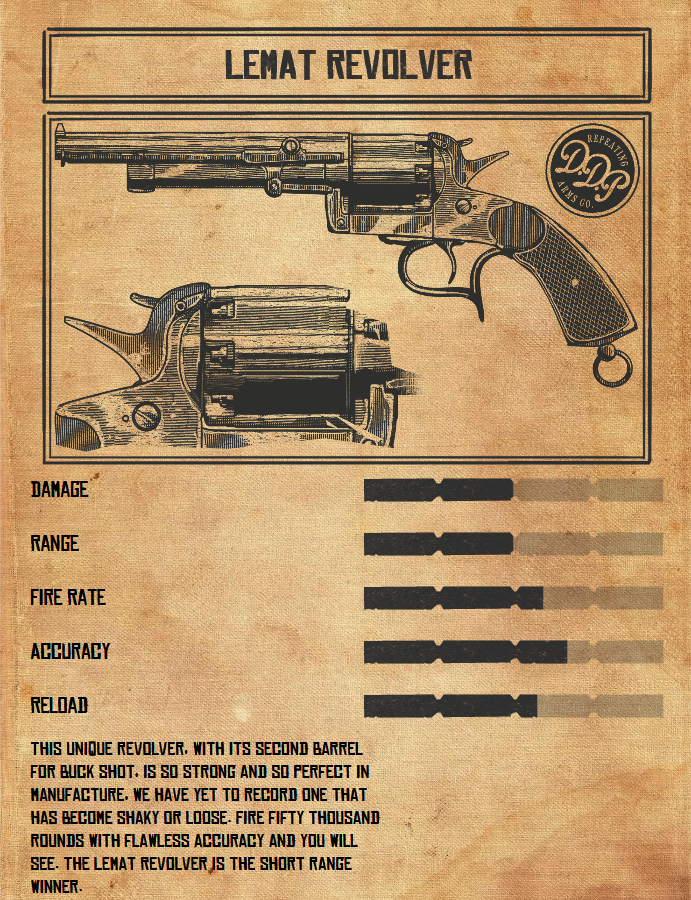 LEMAT REVOLVER
REPEATING
D.D.P
ARMS CO.
DAMAGE
RANGE
FIRE RATE
ACCURACY
RELOAD
THIS UNIQUE REVOLVER, WITH ITS SECOND BARREL
FOR BUCK SHOT, IS SO STRONG AND SO PERFECT IN
MANUFACTURE, WE HAVE YET TO RECORD ONE THAT
HAS BECOME SHAKY OR LOOSE. FIRE FIFTY THOUSAND
ROUNDS WITH FLAWLESS ACCURACY AND YOU WILL
SEE. THE LEMAT REVOLVER IS THE SHORT RANGE
WINNER.